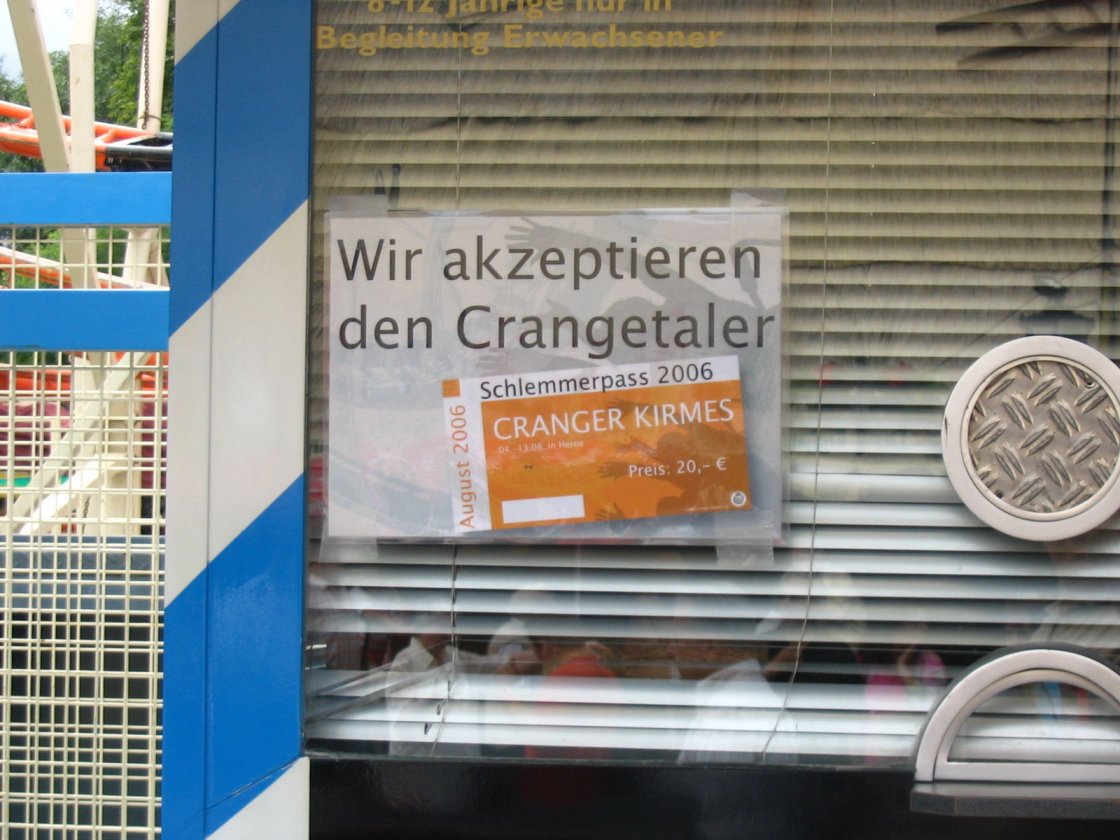 8-12 jährige nur in
Begleitung Erwachsener
Wir akzeptieren
den Crangetaler
Schlemmerpass 2006
August 2006
CRANGER KIRMES
04.-13.08. in Herne
Preis: 20,- €